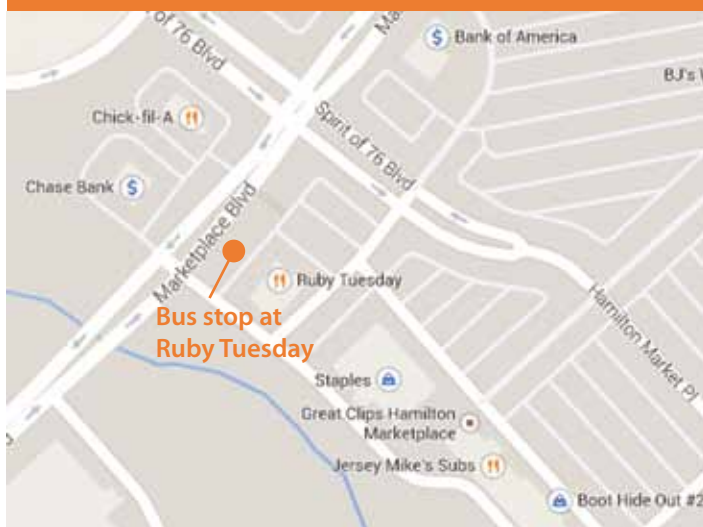 of 76 Blvd
Ma
Bank of America
BJ's
Chick-fil-A
Spirit of 76 Blvd
Chase Bank
Marketplace Blvd
Ruby Tuesday
Bus stop at
Ruby Tuesday
Hamilton Market Pl
Staples
Great Clips Hamilton
Marketplace
Jersey Mike's Subs
Boot Hide Out #2